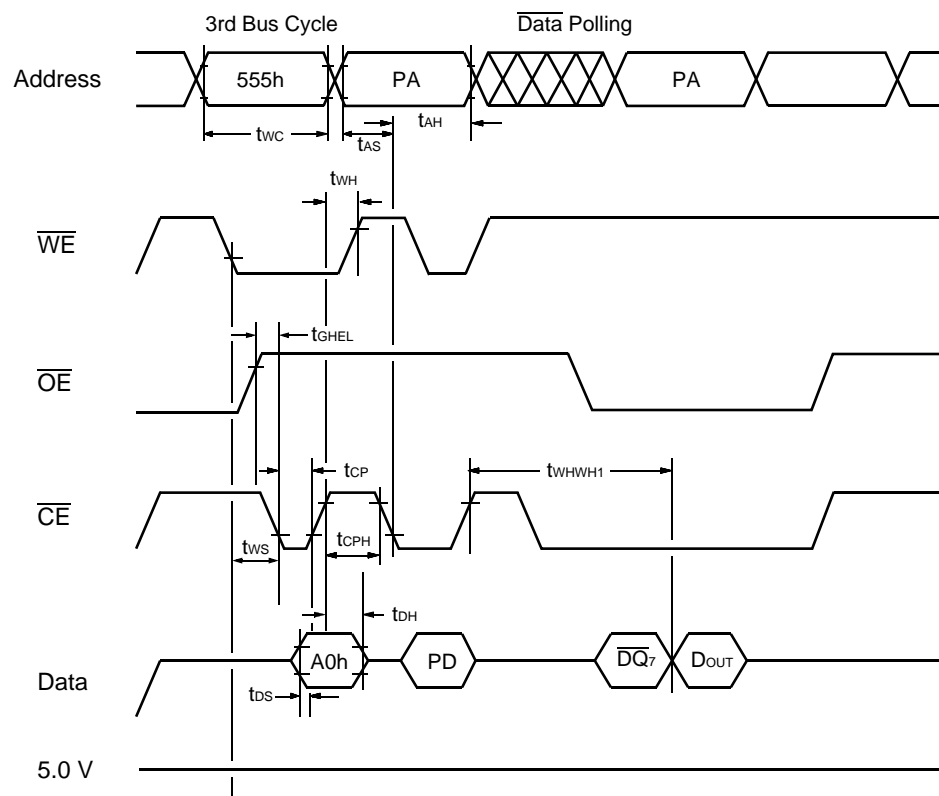 3rd Bus Cycle
Data Polling
Address
555h
PA
PA
tWC
tAS
tAH
tWH
WE
tGHEL
OE
tCP
tWHWH1
CE
tWS
tCPH
tDH
A0h
PD
DQ7
DOUT
Data
tDS
5.0 V